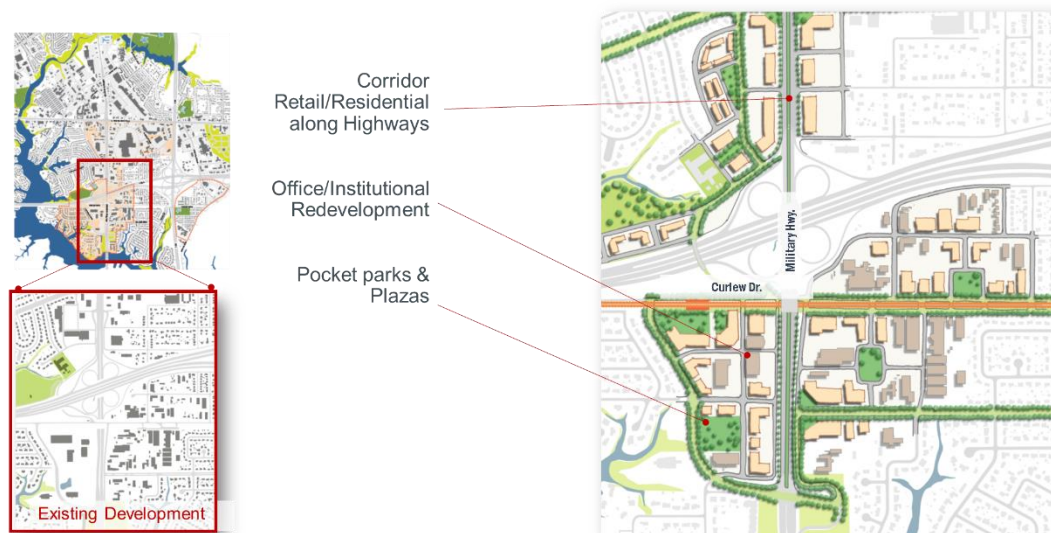 Corridor
Retail/Residential
along Highways
Office/Institutional
Redevelopment
Pocket parks &
Plazas
Existing Development
Military Hwy.
Curlew Dr.